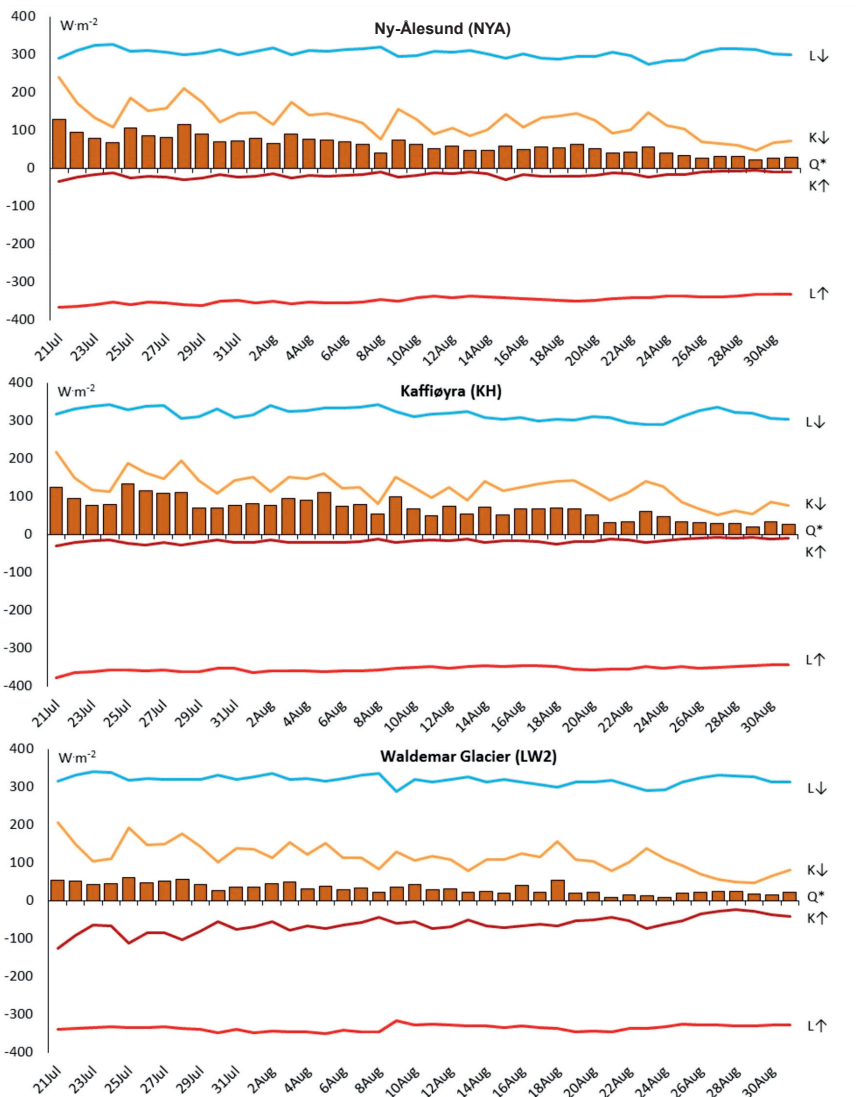 Ny-Ålesund (NYA)
W·m-2
400
300
200
100
0
-100
-200
-300
-400
L↓
K↓
Q*
K↑
L↑
21Jul 23Jul 25Jul 27Jul 29Jul 31Jul 2Aug 4Aug 6Aug 8Aug 10Aug 12Aug 14Aug 16Aug 18Aug 20Aug 22Aug 24Aug 26Aug 28Aug 30Aug
Kaffiøyra (KH)
W·m-2
400
300
200
100
0
-100
-200
-300
-400
L↓
K↓
Q*
K↑
L↑
21Jul 23Jul 25Jul 27Jul 29Jul 31Jul 2Aug 4Aug 6Aug 8Aug 10Aug 12Aug 14Aug 16Aug 18Aug 20Aug 22Aug 24Aug 26Aug 28Aug 30Aug
Waldemar Glacier (LW2)
W·m-2
400
300
200
100
0
-100
-200
-300
-400
L↓
K↓
Q*
K↑
L↑
21Jul 23Jul 25Jul 27Jul 29Jul 31Jul 2Aug 4Aug 6Aug 8Aug 10Aug 12Aug 14Aug 16Aug 18Aug 20Aug 22Aug 24Aug 26Aug 28Aug 30Aug